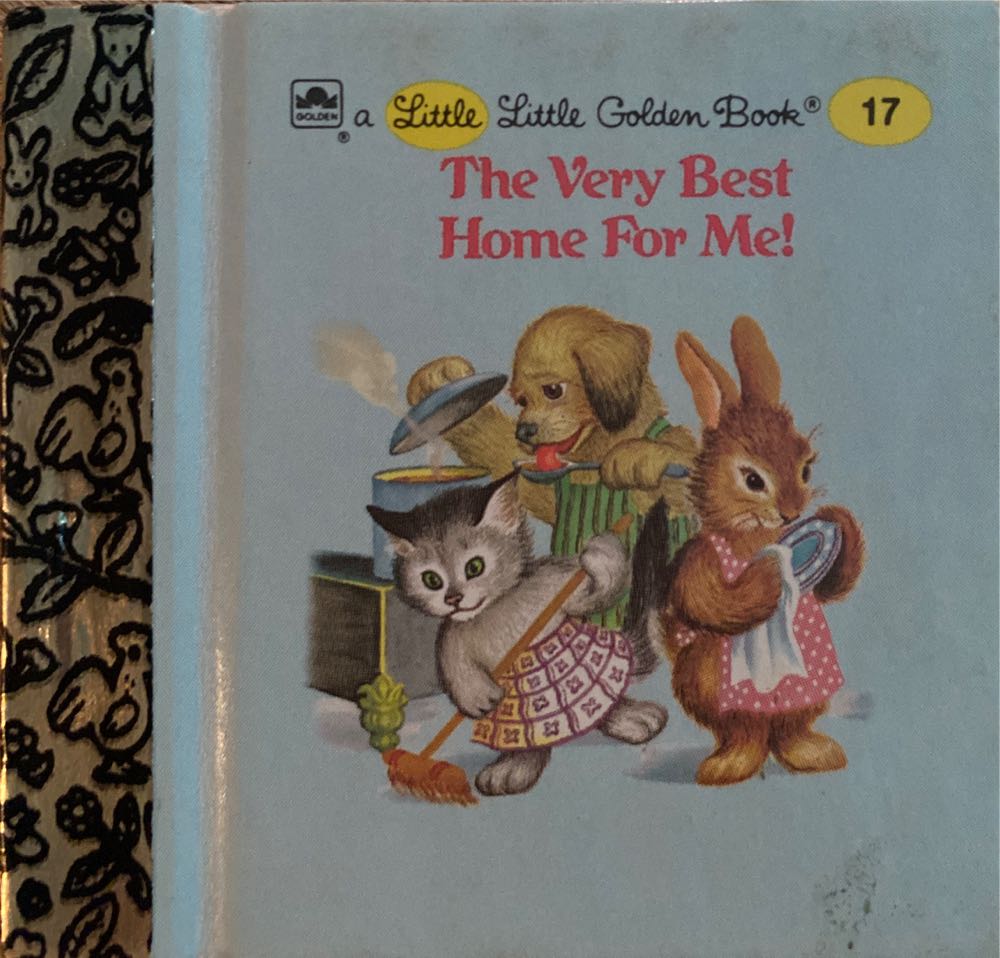 GOLDEN
®
a Little Little Golden Book® 17
The Very Best
Home For Me!